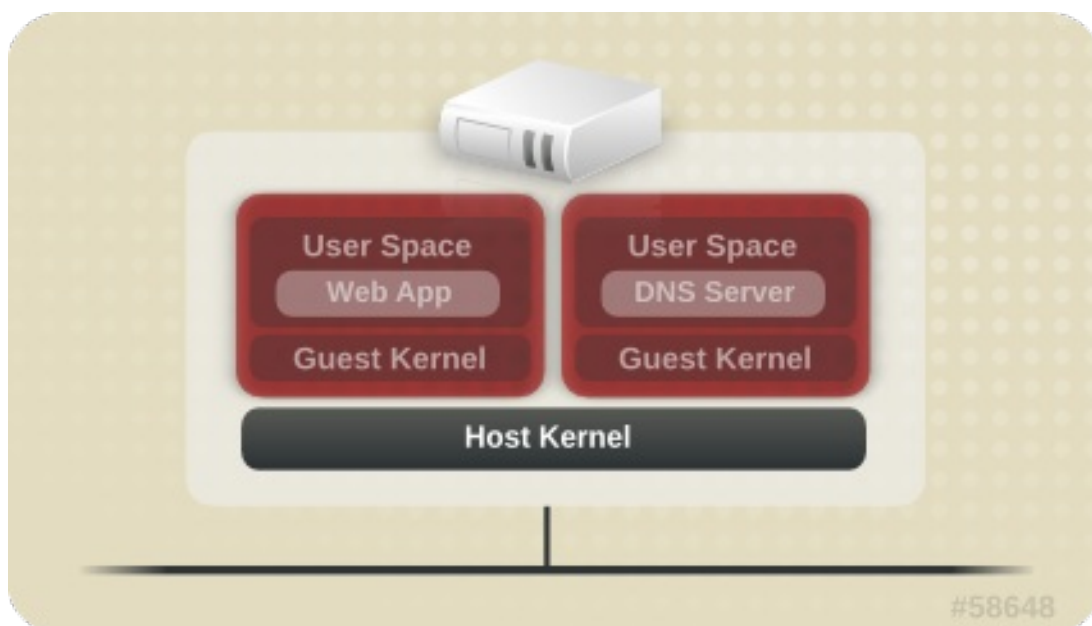 User Space
Web App
Guest Kernel
User Space
DNS Server
Guest Kernel
Host Kernel
#58648